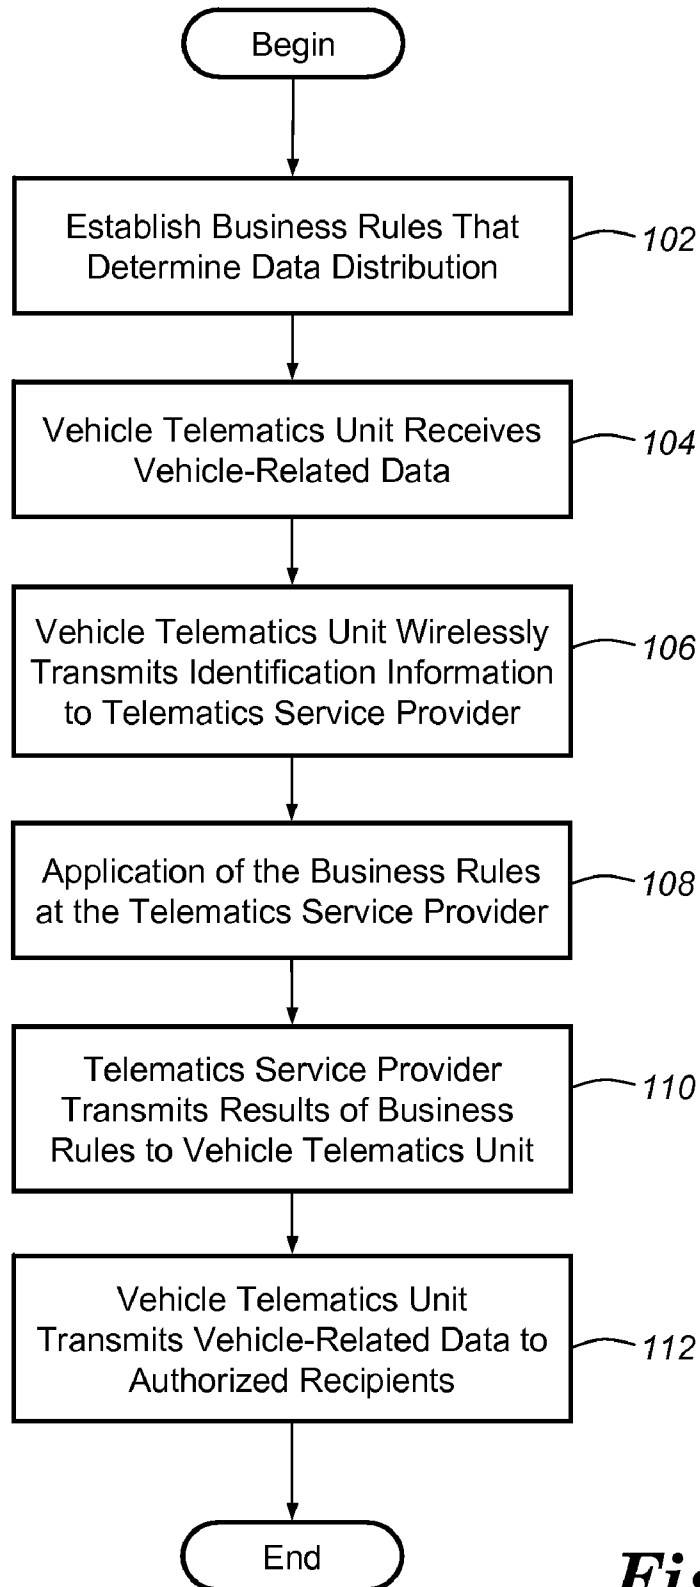 Begin
Establish Business Rules That
Determine Data Distribution
102
Vehicle Telematics Unit Receives
Vehicle-Related Data
104
Vehicle Telematics Unit Wirelessly
Transmits Identification Information
to Telematics Service Provider
106
Application of the Business Rules
at the Telematics Service Provider
108
Telematics Service Provider
Transmits Results of Business
Rules to Vehicle Telematics Unit
110
Vehicle Telematics Unit
Transmits Vehicle-Related Data to
Authorized Recipients
112
End